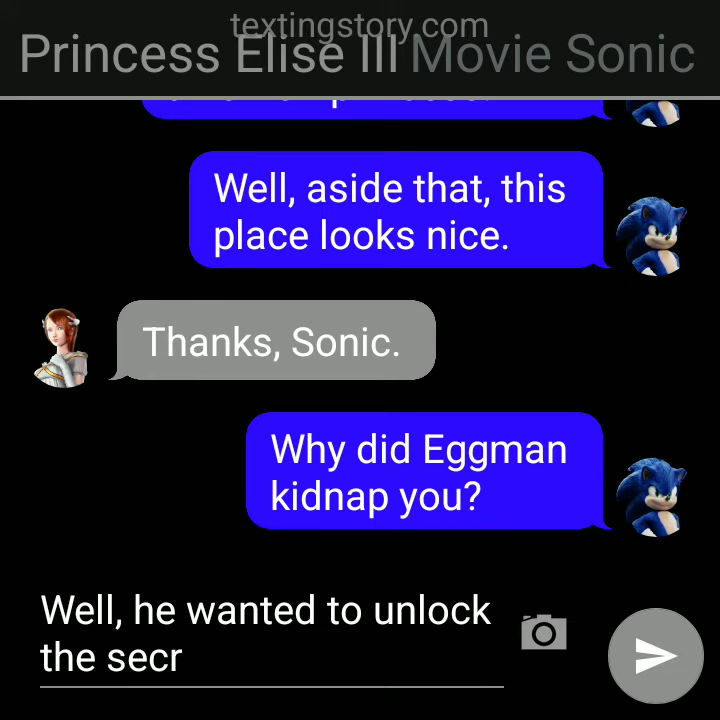 textingstory.com
Princess Elise III Movie Sonic
Well, aside that, this
place looks nice.
Thanks, Sonic.
Why did Eggman
kidnap you?
Well, he wanted to unlock
the secr